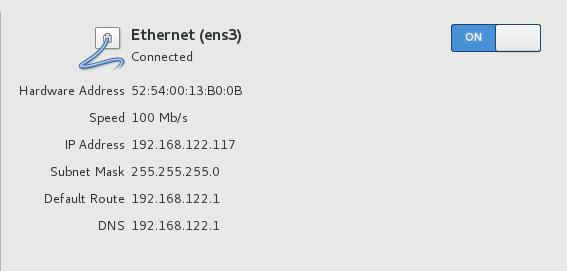 Ethernet (ens3)
ON
Connected
Hardware Address 52:54:00:13:B0:0B
Speed 100 Mb/s
IP Address 192.168.122.117
Subnet Mask 255.255.255.0
Default Route 192.168.122.1
DNS 192.168.122.1